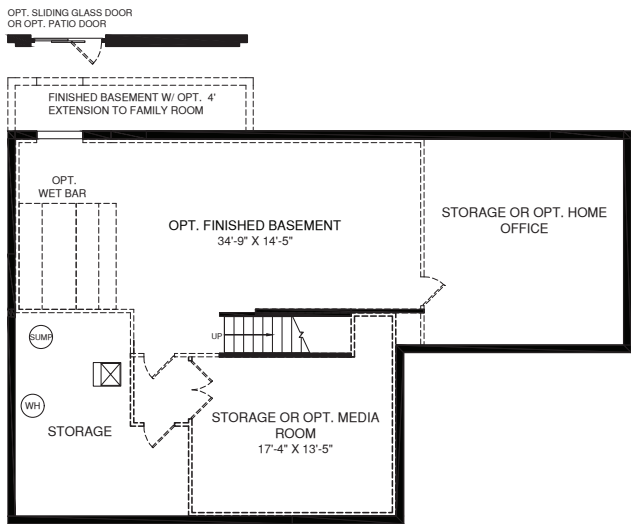 OPT. SLIDING GLASS DOOR
OR OPT. PATIO DOOR
FINISHED BASEMENT W/ OPT. 4'
EXTENSION TO FAMILY ROOM
OPT.
WET BAR
OPT. FINISHED BASEMENT
34'-9" X 14'-5"
STORAGE OR OPT. HOME
OFFICE
UP
SUMP
WH
STORAGE
STORAGE OR OPT. MEDIA
ROOM
17'-4" X 13'-5"